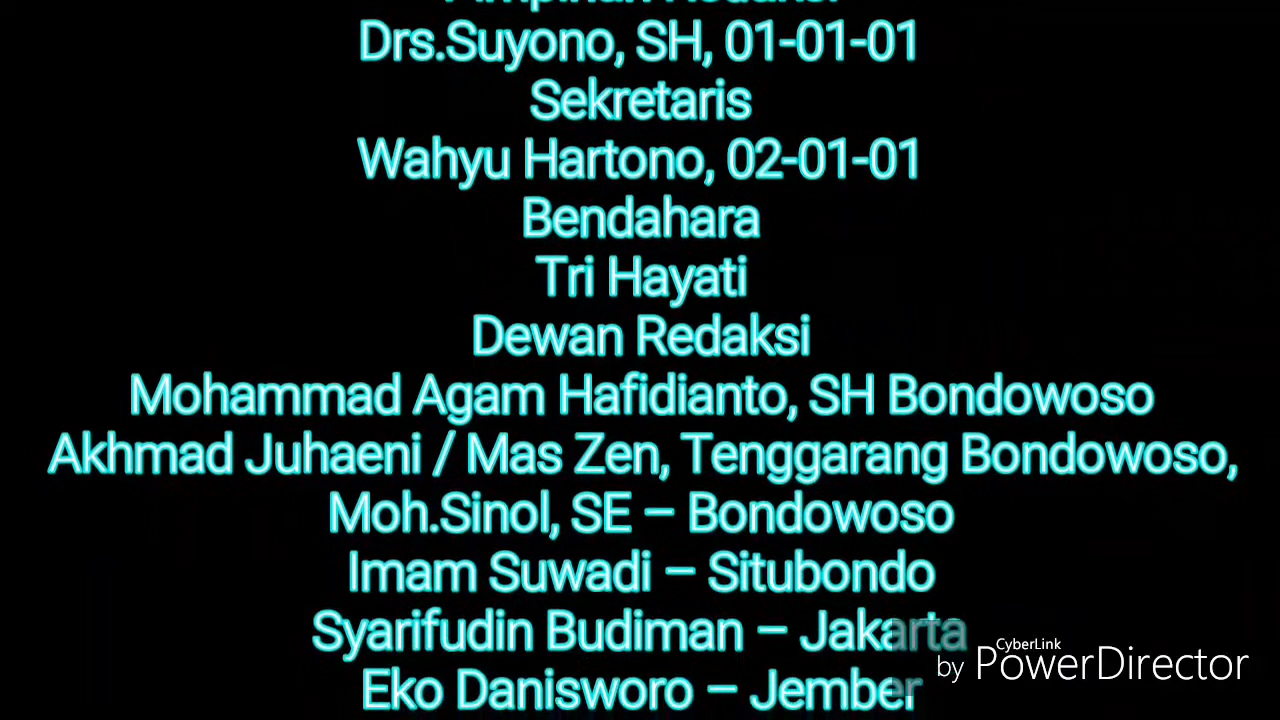 Drs.Suyono, SH, 01-01-01
Sekretaris
Wahyu Hartono, 02-01-01
Bendahara
Tri Hayati
Dewan Redaksi
Mohammad Agam Hafidianto, SH Bondowoso
Akhmad Juhaeni / Mas Zen, Tenggarang Bondowoso,
Moh.Sinol, SE – Bondowoso
Imam Suwadi – Situbondo
Syarifudin Budiman – Jakarta
Eko Danisworo – Jember
CyberLink
by PowerDirector